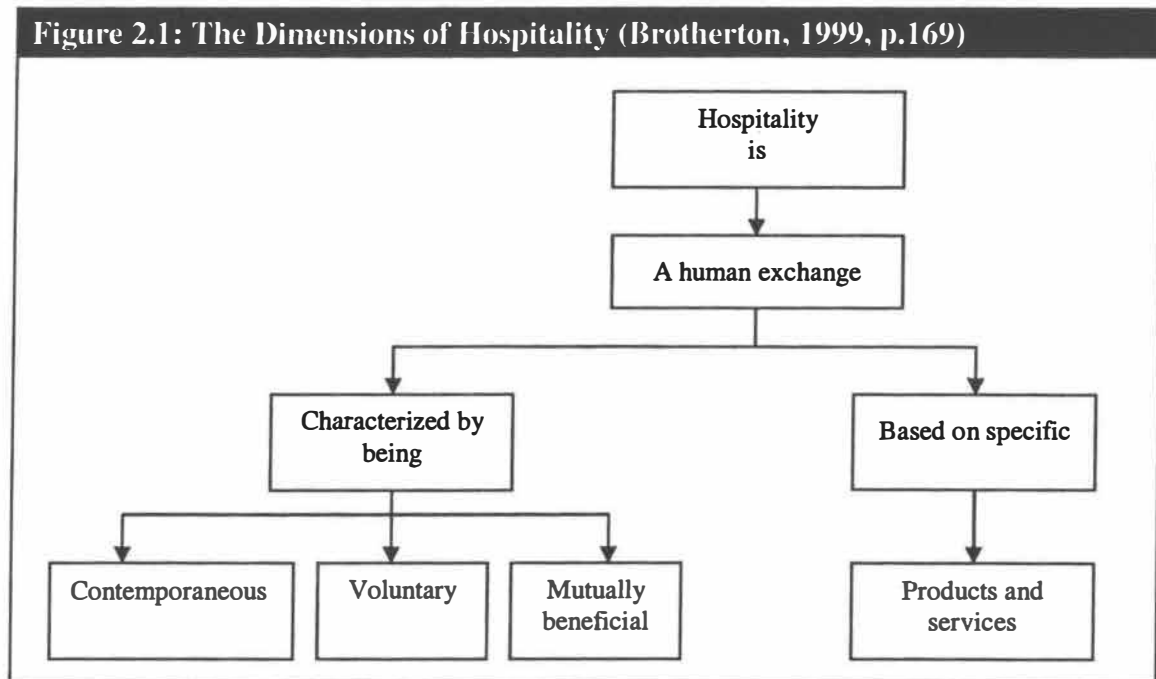 Figure 2.1: The Dimensions of Hospitality (Brotherton, 1999, p.169)
Hospitality
is
A human exchange
Characterized by
being
Based on specific
Contemporaneous
Voluntary
Mutually
beneficial
Products and
services